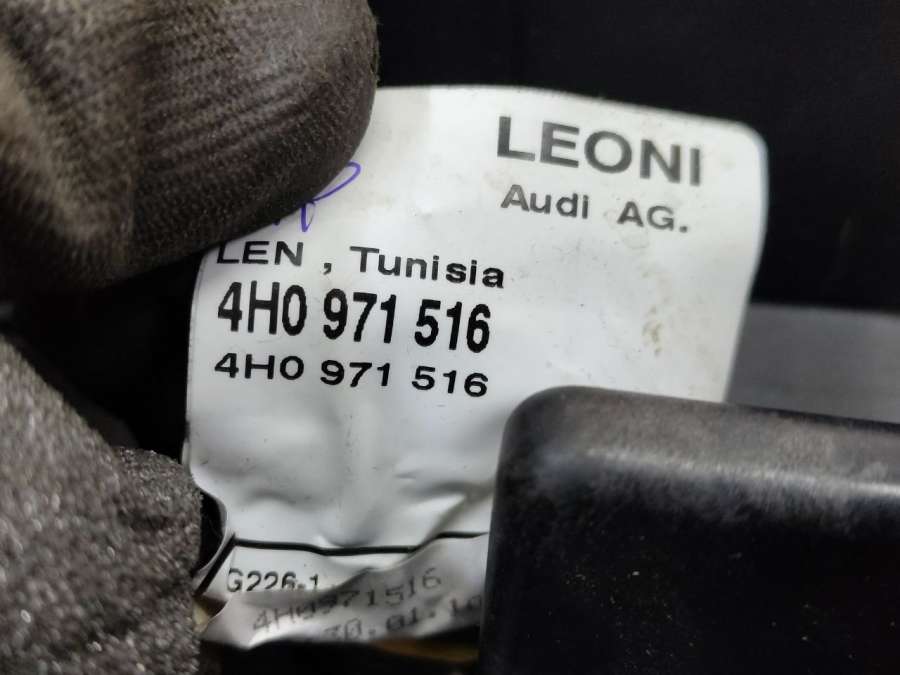 LEONI
Audi AG.
LEN , Tunisia
4H0 971 516
4H0 971 516
G226-1
4H0971516